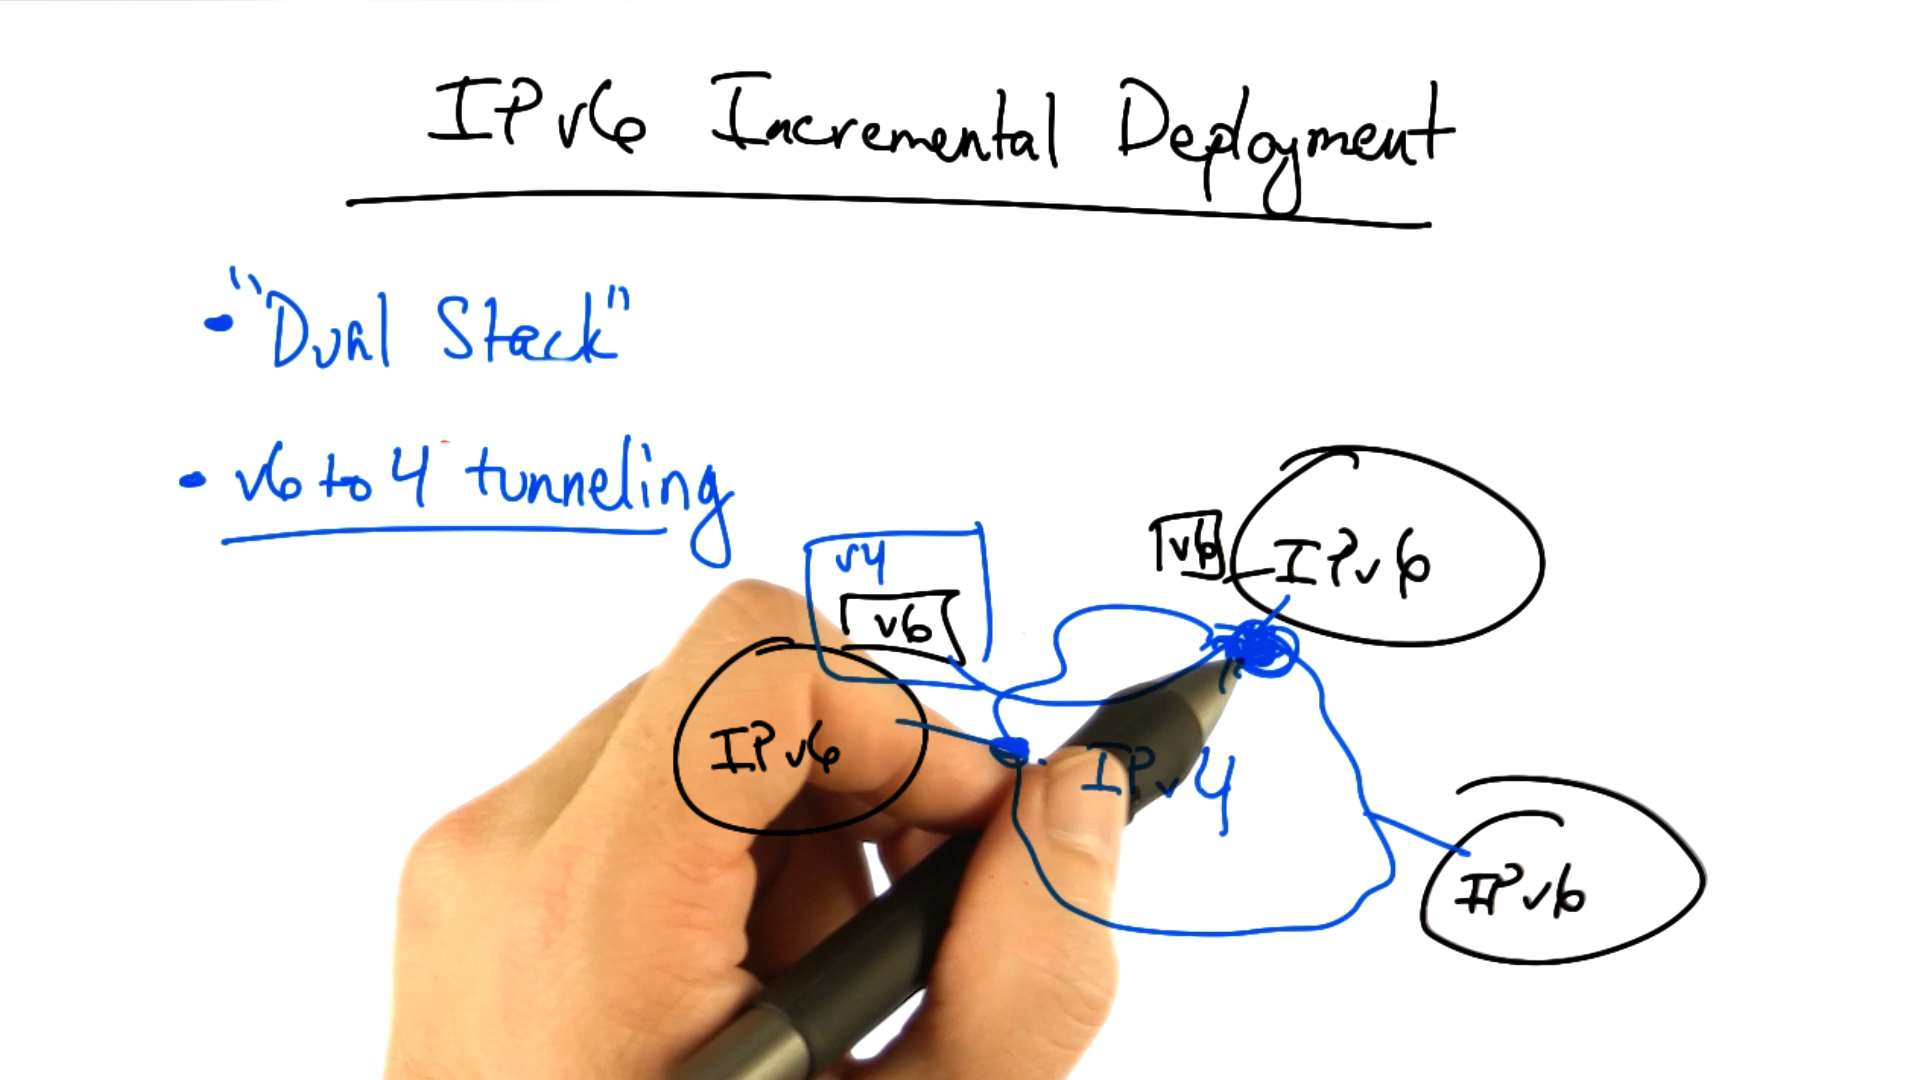 IPv6 Incremental Deployment
• "Dual Stack"
• v6 to 4 tunneling
v4
v6
v6
IPv6
IPv6
IPv4
IPv6